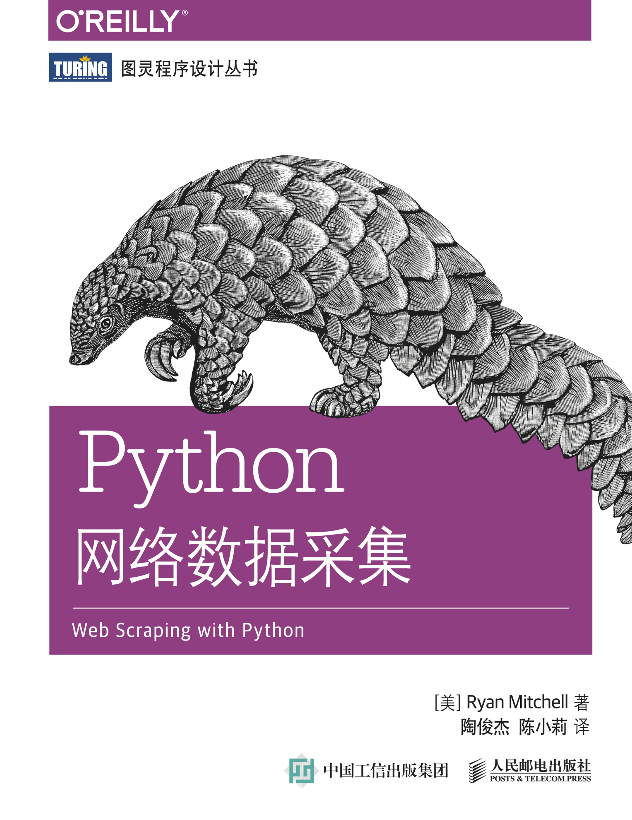 O'REILLY®
TURING 图灵程序设计丛书
Python
网络数据采集
Web Scraping with Python
[美] Ryan Mitchell 著
陶俊杰 陈小莉 译
中国工信出版集团 人民邮电出版社
POSTS & TELECOM PRESS